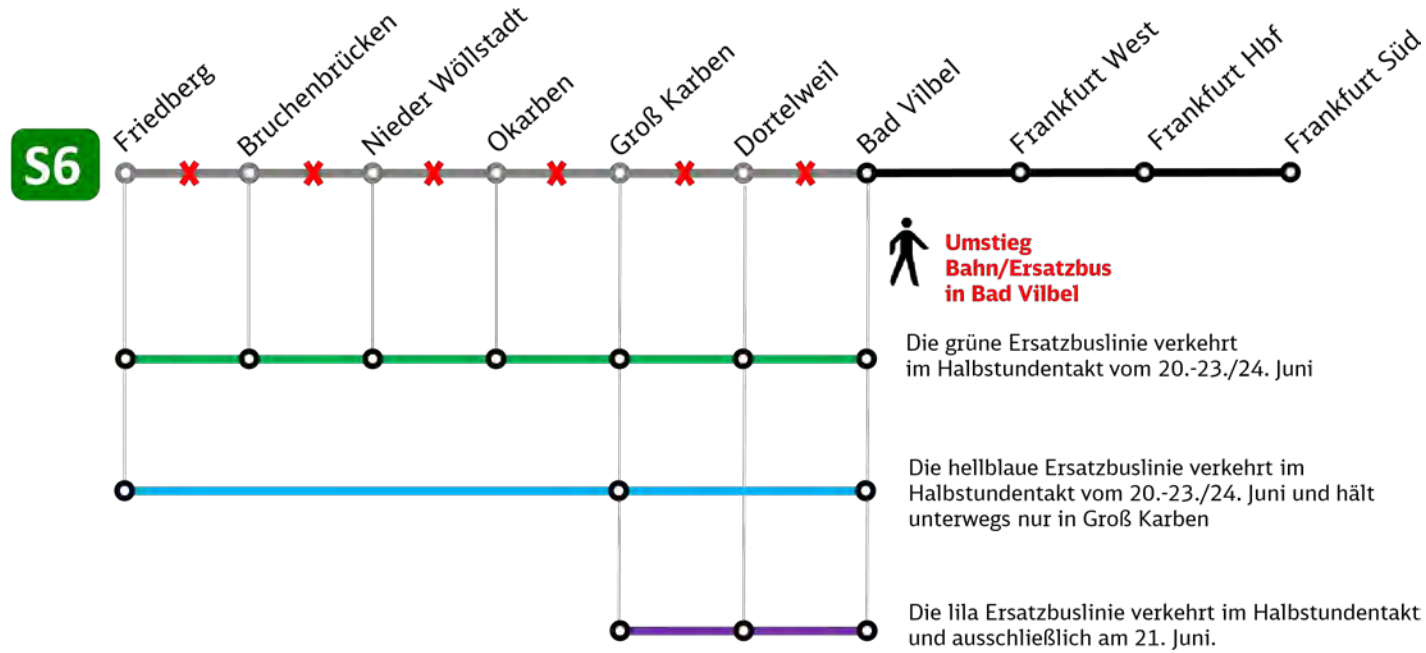 S6
Friedberg
Bruchenbrücken
Nieder Wöllstadt
Okarben
Groß Karben
Dortelweil
Bad Vilbel
Frankfurt West
Frankfurt Hbf
Frankfurt Süd
Umstieg
Bahn/Ersatzbus
in Bad Vilbel
Die grüne Ersatzbuslinie verkehrt
im Halbstundentakt vom 20.-23./24. Juni
Die hellblaue Ersatzbuslinie verkehrt im
Halbstundentakt vom 20.-23./24. Juni und hält
unterwegs nur in Groß Karben
Die lila Ersatzbuslinie verkehrt im Halbstundentakt
und ausschließlich am 21. Juni.